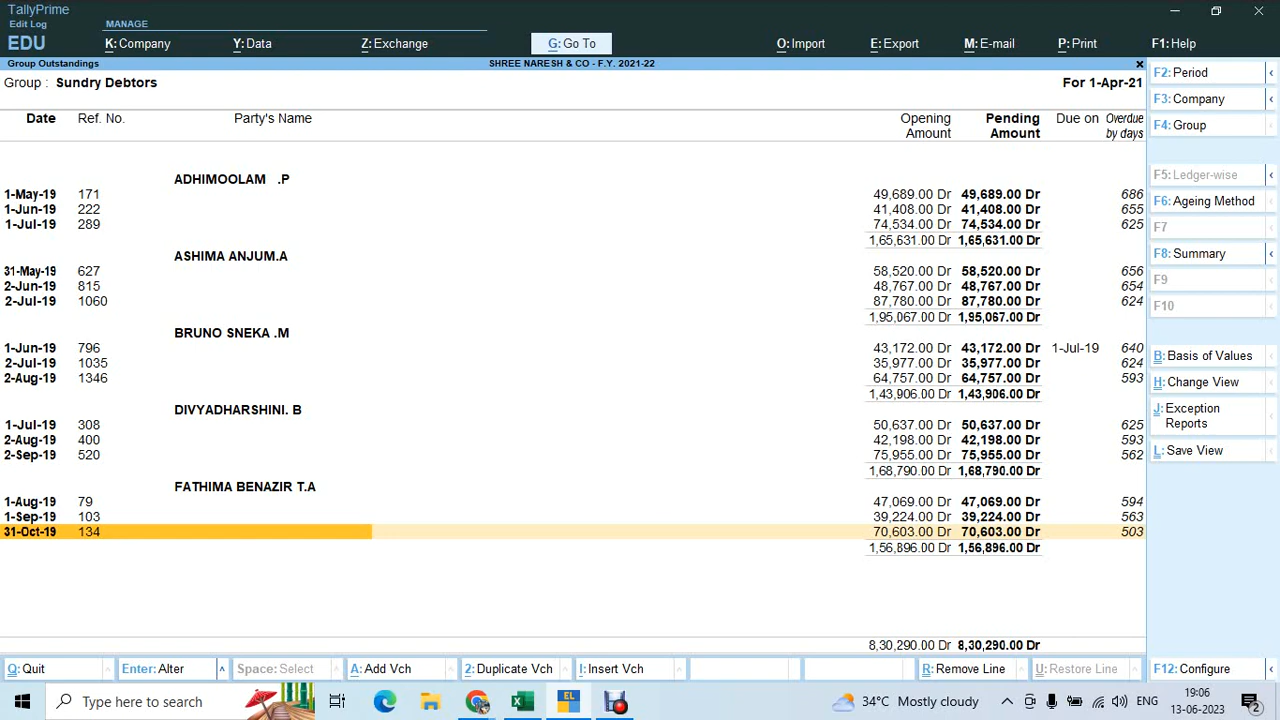 TallyPrime
Edit Log
EDU
MANAGE
K: Company Y: Data Z: Exchange G: Go To O: Import E: Export M: E-mail P: Print F1: Help
Group Outstandings SHREE NARESH & CO - F.Y. 2021-22
Group : Sundry Debtors For 1-Apr-21
Date Ref. No. Party's Name Opening Pending Due on Overdue
Amount Amount by days
ADHIMOOLAM .P
1-May-19 171 49,689.00 Dr 49,689.00 Dr 686
1-Jun-19 222 41,408.00 Dr 41,408.00 Dr 655
1-Jul-19 289 74,534.00 Dr 74,534.00 Dr 625
1,65,631.00 Dr 1,65,631.00 Dr
ASHIMA ANJUM.A
31-May-19 627 58,520.00 Dr 58,520.00 Dr 656
2-Jun-19 815 48,767.00 Dr 48,767.00 Dr 654
2-Jul-19 1060 87,780.00 Dr 87,780.00 Dr 624
1,95,067.00 Dr 1,95,067.00 Dr
BRUNO SNEKA .M
1-Jun-19 796 43,172.00 Dr 43,172.00 Dr 1-Jul-19 640
2-Jul-19 1035 35,977.00 Dr 35,977.00 Dr 624
2-Aug-19 1346 64,757.00 Dr 64,757.00 Dr 593
1,43,906.00 Dr 1,43,906.00 Dr
DIVYADHARSHINI. B
1-Jul-19 308 50,637.00 Dr 50,637.00 Dr 625
2-Aug-19 400 42,198.00 Dr 42,198.00 Dr 593
2-Sep-19 520 75,955.00 Dr 75,955.00 Dr 562
1,68,790.00 Dr 1,68,790.00 Dr
FATHIMA BENAZIR T.A
1-Aug-19 79 47,069.00 Dr 47,069.00 Dr 594
1-Sep-19 103 39,224.00 Dr 39,224.00 Dr 563
31-Oct-19 134 70,603.00 Dr 70,603.00 Dr 503
1,56,896.00 Dr 1,56,896.00 Dr
8,30,290.00 Dr 8,30,290.00 Dr
F2: Period
F3: Company
F4: Group
F5: Ledger-wise
F6: Ageing Method
F7
F8: Summary
F9
F10
B: Basis of Values
H: Change View
J: Exception
Reports
L: Save View
Q: Quit Enter: Alter Space: Select A: Add Vch 2: Duplicate Vch I: Insert Vch R: Remove Line U: Restore Line F12: Configure
Type here to search EL 34°C Mostly cloudy ENG 19:06
13-06-2023 2